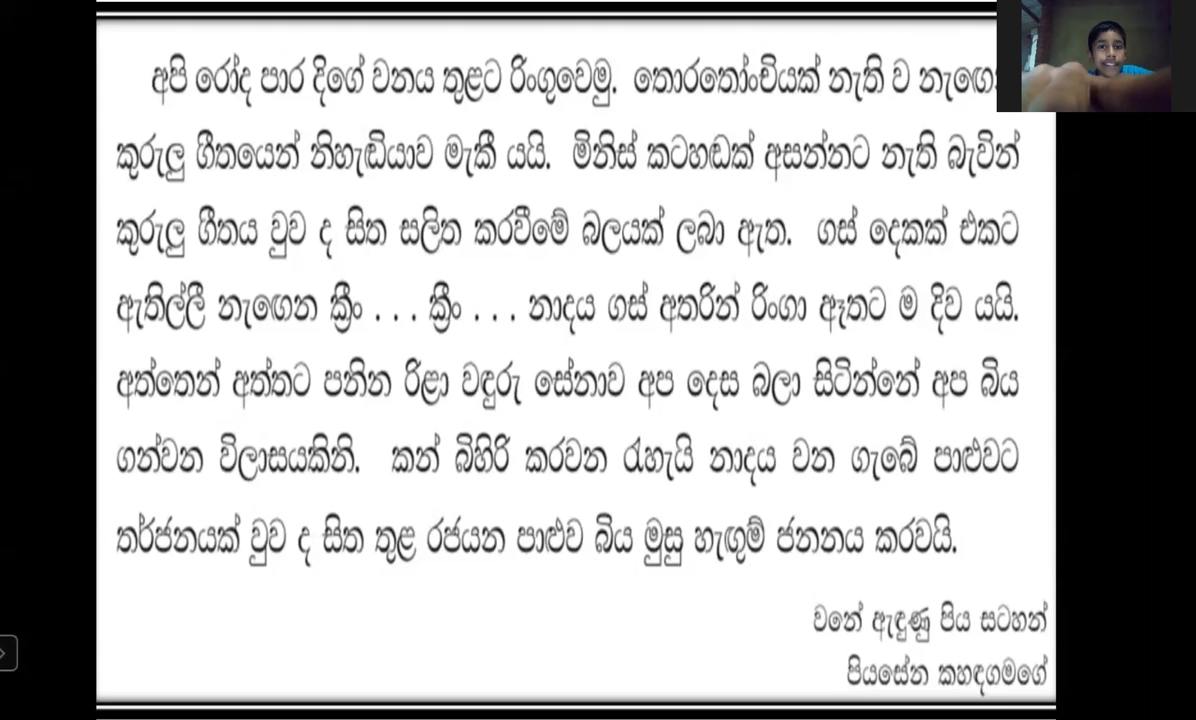 අපි රෝද පාර දිගේ වනය තුළට රිංගුවෙමු. තොරතෝංචියක් නැති ව
කුරුලු ගීතයෙන් නිහැඬියාව මැකී යයි. මිනිස් කටහඬක් අසන්නට නැති බැවින්
කුරුලු ගීතය වුව ද සිත සලිත කරවීමේ බලයක් ලබා ඇත. ගස් දෙකක් එකට
ඇතිල්ලී නැඟෙන ක්‍රීං . . . ක්‍රීං . . . නාදය ගස් අතරින් රිංගා ඈතට ම දිව යයි.
අත්තෙන් අත්තට පනින රිළා වඳුරු සේනාව අප දෙස බලා සිටින්නේ අප බිය
ගන්වන විලාසයකිනි. කන් බිහිරි කරවන රැහැයි නාදය වන ගැබේ පාළුවට
තර්ජනයක් වුව ද සිත තුළ රජයන පාළුව බිය මුසු හැඟුම් ජනනය කරවයි.
වනේ ඇඳුණු පිය සටහන්
පියසේන කහඳගමගේ